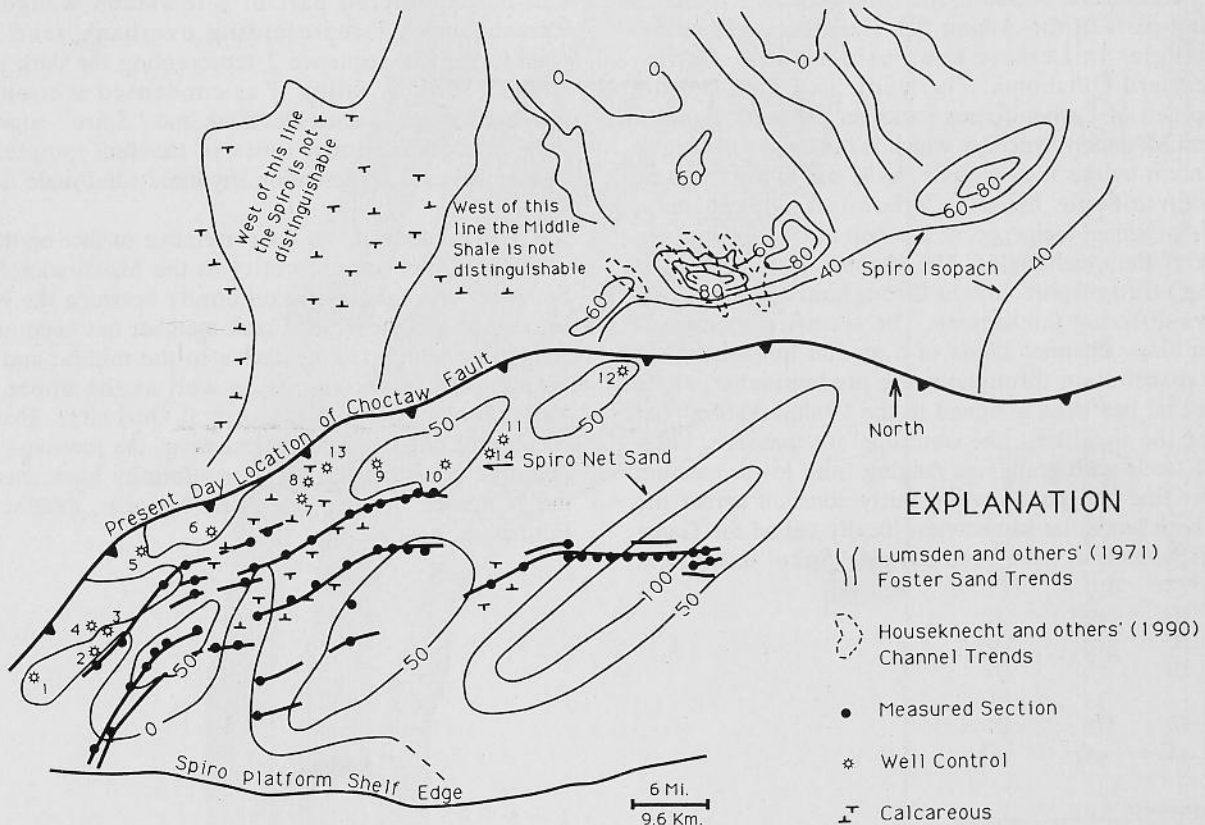 West of this line
the Spiro is not
distinguishable
West of this
line the Middle
Shale is not
distinguishable
0
0
60
60
80
60
80
60
80
40
40
Spiro Isopach
Present Day Location of Choctaw Fault
North
12
50
50
11
14
13
8
7
9
10
Spiro Net Sand
6
5
4
3
2
1
50
0
50
100
50
Spiro Platform Shelf Edge
6 Mi.
9.6 Km.
EXPLANATION
Lumsden and others' (1971)
Foster Sand Trends
Houseknecht and others' (1990)
Channel Trends
Measured Section
Well Control
Calcareous